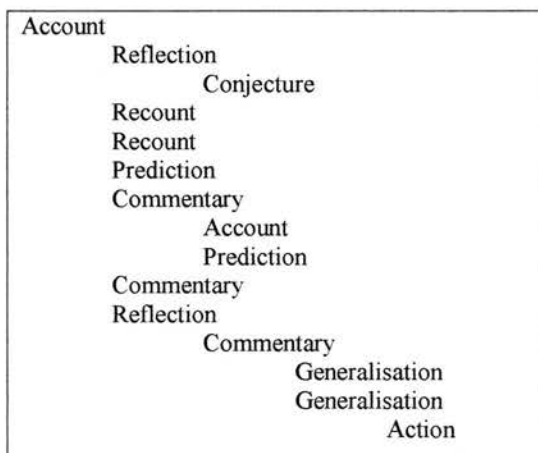 Account
Reflection
Conjecture
Recount
Recount
Prediction
Commentary
Account
Prediction
Commentary
Reflection
Commentary
Generalisation
Generalisation
Action